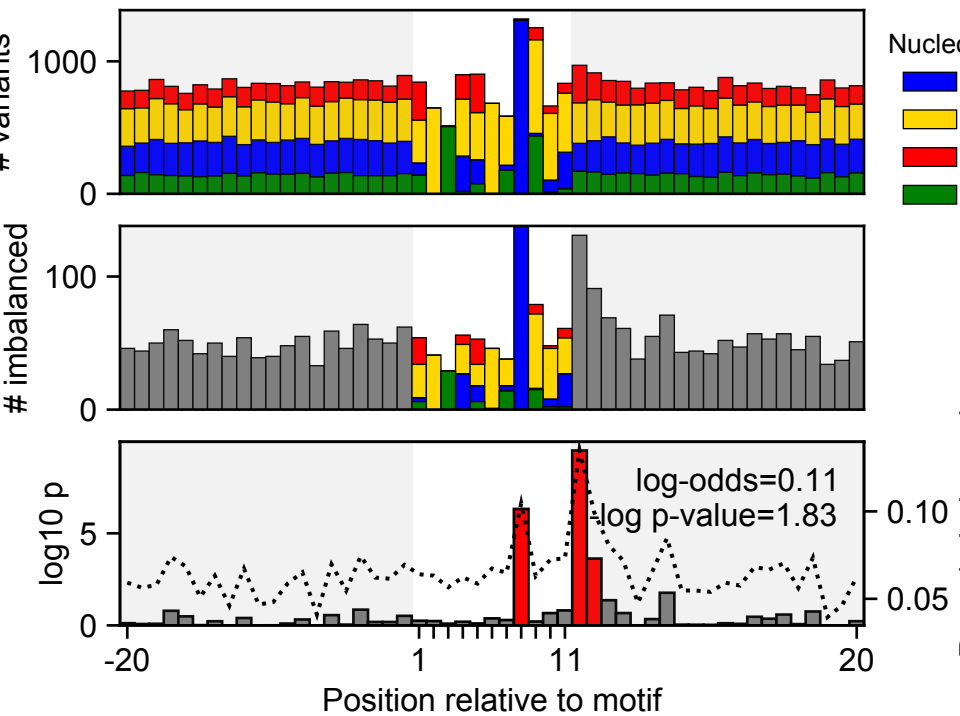 # variants
1000
0
Nucleo
# imbalanced
100
0
log10 p
5
0
log-odds=0.11
-log p-value=1.83
0.10
0.05
-20
1
11
20
Position relative to motif